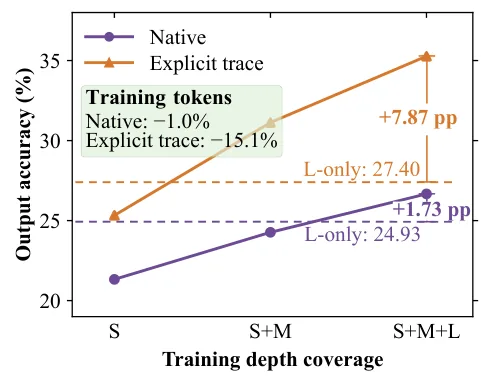 Native
Explicit trace
Training tokens
Native: −1.0%
Explicit trace: −15.1%
+7.87 pp
L-only: 27.40
+1.73 pp
L-only: 24.93
Output accuracy (%)
35
30
25
20
S
S+M
S+M+L
Training depth coverage